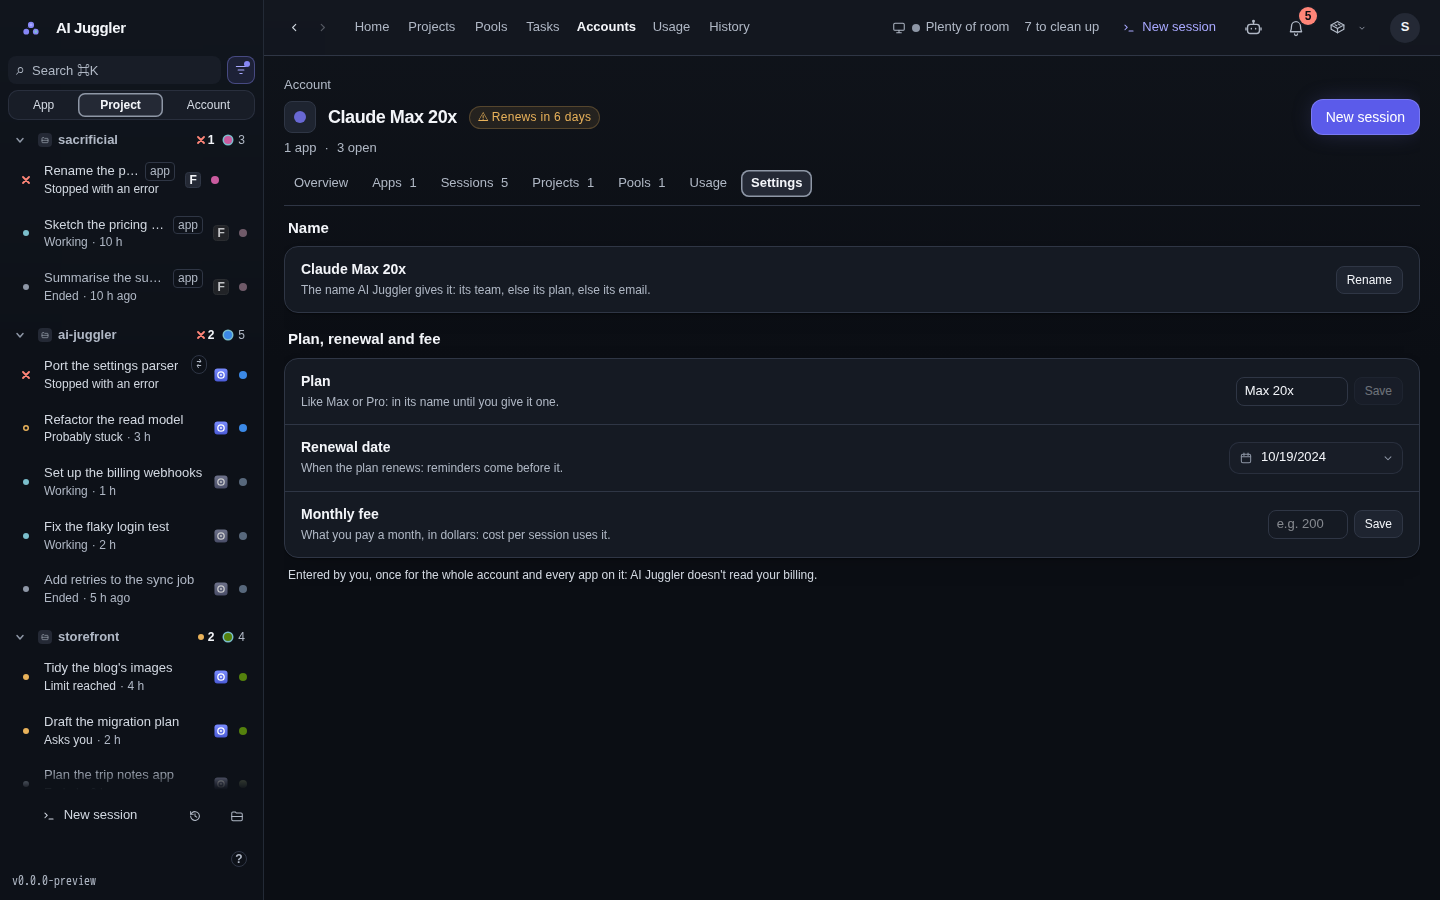 AI Juggler
Search ⌘K
App Project Account
sacrificial 1 3
Rename the p… app F
Stopped with an error
Sketch the pricing … app F
Working · 10 h
Summarise the su… app F
Ended · 10 h ago
ai-juggler 2 5
Port the settings parser
Stopped with an error
Refactor the read model
Probably stuck · 3 h
Set up the billing webhooks
Working · 1 h
Fix the flaky login test
Working · 2 h
Add retries to the sync job
Ended · 5 h ago
storefront 2 4
Tidy the blog's images
Limit reached · 4 h
Draft the migration plan
Asks you · 2 h
Plan the trip notes app
New session
?
v0.0.0-preview
Home Projects Pools Tasks Accounts Usage History
Plenty of room 7 to clean up New session 5 S
Account
Claude Max 20x Renews in 6 days New session
1 app · 3 open
Overview Apps 1 Sessions 5 Projects 1 Pools 1 Usage Settings
Name
Claude Max 20x
The name AI Juggler gives it: its team, else its plan, else its email.
Rename
Plan, renewal and fee
Plan
Like Max or Pro: in its name until you give it one.
Max 20x Save
Renewal date
When the plan renews: reminders come before it.
10/19/2024
Monthly fee
What you pay a month, in dollars: cost per session uses it.
e.g. 200 Save
Entered by you, once for the whole account and every app on it: AI Juggler doesn't read your billing.